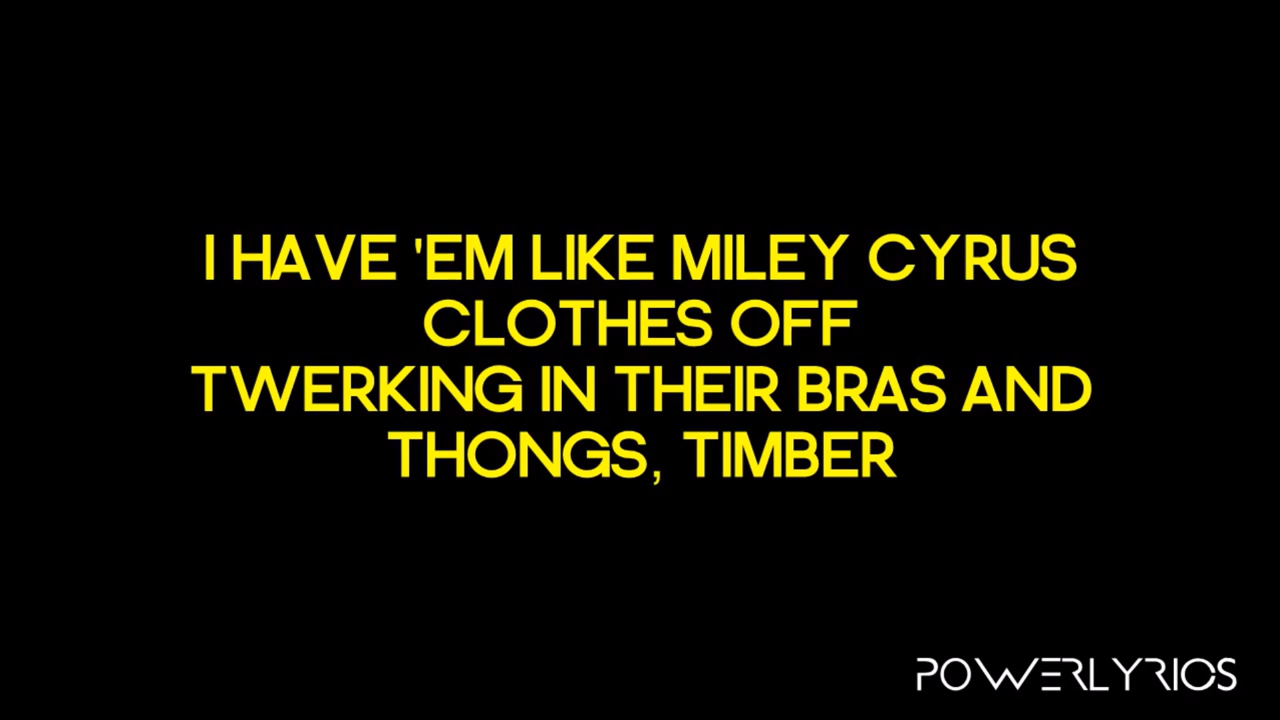 I HAVE 'EM LIKE MILEY CYRUS
CLOTHES OFF
TWERKING IN THEIR BRAS AND
THONGS, TIMBER
POWERLYRICS